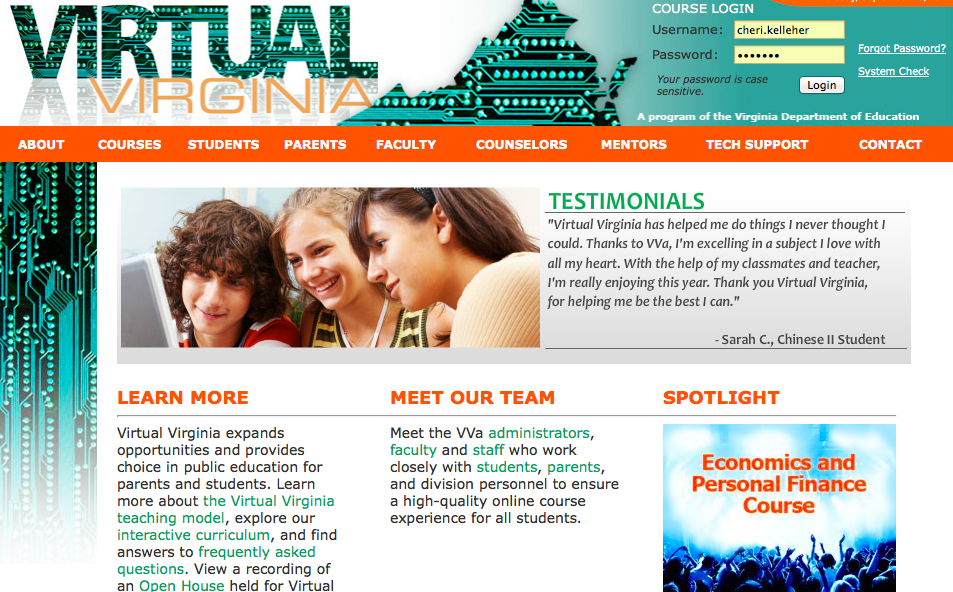 VIRTUAL
VIRGINIA
COURSE LOGIN
Username: cheri.kelleher
Password: •••••••
Forgot Password?
Your password is case
sensitive.
System Check
Login
A program of the Virginia Department of Education
ABOUT COURSES STUDENTS PARENTS FACULTY COUNSELORS MENTORS TECH SUPPORT CONTACT
TESTIMONIALS
"Virtual Virginia has helped me do things I never thought I
could. Thanks to VVa, I'm excelling in a subject I love with
all my heart. With the help of my classmates and teacher,
I'm really enjoying this year. Thank you Virtual Virginia,
for helping me be the best I can."
- Sarah C., Chinese II Student
LEARN MORE
Virtual Virginia expands
opportunities and provides
choice in public education for
parents and students. Learn
more about the Virtual Virginia
teaching model, explore our
interactive curriculum, and find
answers to frequently asked
questions. View a recording of
an Open House held for Virtual
MEET OUR TEAM
Meet the VVa administrators,
faculty and staff who work
closely with students, parents,
and division personnel to ensure
a high-quality online course
experience for all students.
SPOTLIGHT
Economics and
Personal Finance
Course